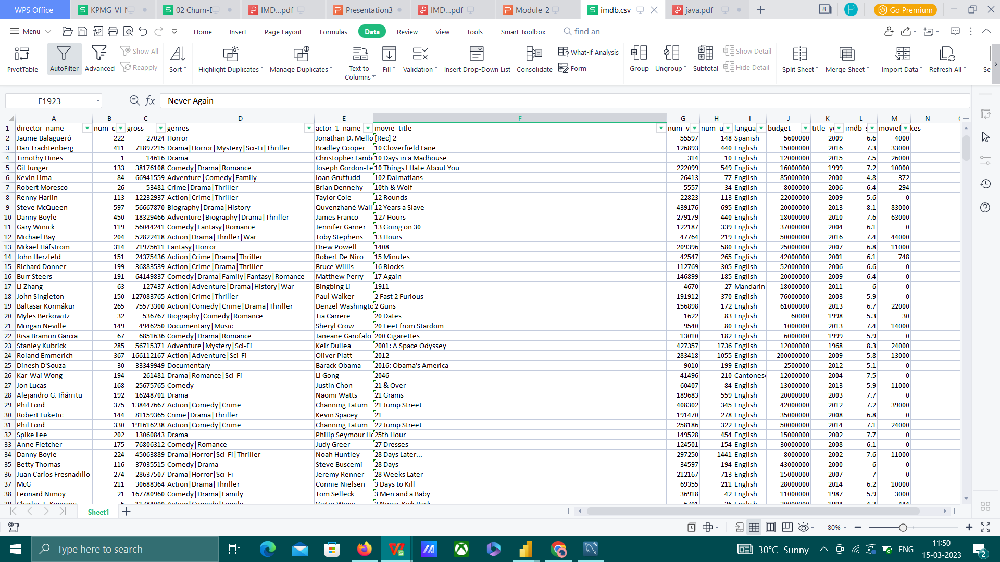 WPS Office KPMG_VI_N 02 Churn-D IMD...pdf Presentation3 IMD...pdf Module_2_ imdb.csv java.pdf 8 P Go Premium
Menu Home Insert Page Layout Formulas Data Review View Tools Smart Toolbox find an
PivotTable AutoFilter Advanced Show All Reapply Sort Highlight Duplicates Manage Duplicates Text to Columns Fill Validation Insert Drop-Down List Consolidate What-If Analysis Form Group Ungroup Subtotal Show Detail Hide Detail Split Sheet Merge Sheet Import Data Refresh All Se
F1923 fx Never Again
A B C D E F G H I J K L M N
1 director_name num_c gross genres actor_1_name movie_title num_v num_u langua budget title_ye imdb_s movief kes
2 Jaume Balagueró 222 27024 Horror Jonathan D. Mello [Rec] 2 55597 148 Spanish 5600000 2009 6.6 4000
3 Dan Trachtenberg 411 71897215 Drama|Horror|Mystery|Sci-Fi|Thriller Bradley Cooper 10 Cloverfield Lane 126893 440 English 15000000 2016 7.3 33000
4 Timothy Hines 1 14616 Drama Christopher Lamb 10 Days in a Madhouse 314 10 English 12000000 2015 7.5 26000
5 Gil Junger 133 38176108 Comedy|Drama|Romance Joseph Gordon-Le 10 Things I Hate About You 222099 549 English 16000000 1999 7.2 10000
6 Kevin Lima 84 66941559 Adventure|Comedy|Family Ioan Gruffudd 102 Dalmatians 26413 77 English 85000000 2000 4.8 372
7 Robert Moresco 26 53481 Crime|Drama|Thriller Brian Dennehy 10th & Wolf 5557 34 English 8000000 2006 6.4 294
8 Renny Harlin 113 12232937 Action|Crime|Thriller Taylor Cole 12 Rounds 22823 113 English 22000000 2009 5.6 0
9 Steve McQueen 597 56667870 Biography|Drama|History Quvenzhané Wall 12 Years a Slave 439176 695 English 20000000 2013 8.1 83000
10 Danny Boyle 450 18329466 Adventure|Biography|Drama|Thriller James Franco 127 Hours 279179 440 English 18000000 2010 7.6 63000
11 Gary Winick 119 56044241 Comedy|Fantasy|Romance Jennifer Garner 13 Going on 30 122187 339 English 37000000 2004 6.1 0
12 Michael Bay 204 52822418 Action|Drama|Thriller|War Toby Stephens 13 Hours 47764 219 English 50000000 2016 7.4 44000
13 Mikael Håfström 314 71975611 Fantasy|Horror Drew Powell 1408 209396 580 English 25000000 2007 6.8 11000
14 John Herzfeld 151 24375436 Action|Crime|Drama|Thriller Robert De Niro 15 Minutes 42547 265 English 42000000 2001 6.1 748
15 Richard Donner 199 36883539 Action|Crime|Drama|Thriller Bruce Willis 16 Blocks 112769 305 English 52000000 2006 6.6 0
16 Burr Steers 191 64149837 Comedy|Drama|Family|Fantasy|Romance Matthew Perry 17 Again 146899 185 English 20000000 2009 6.4 0
17 Li Zhang 63 127437 Action|Adventure|Drama|History|War Bingbing Li 1911 4670 27 Mandarin 18000000 2011 6 0
18 John Singleton 150 127083765 Action|Crime|Thriller Paul Walker 2 Fast 2 Furious 191912 370 English 76000000 2003 5.9 0
19 Baltasar Kormákur 265 75573300 Action|Comedy|Crime|Drama|Thriller Denzel Washingto 2 Guns 156898 172 English 61000000 2013 6.7 22000
20 Myles Berkowitz 32 536767 Biography|Comedy|Romance Tia Carrere 20 Dates 1622 83 English 60000 1998 5.3 30
21 Morgan Neville 149 4946250 Documentary|Music Sheryl Crow 20 Feet from Stardom 9540 80 English 1000000 2013 7.4 14000
22 Risa Bramon Garcia 67 6851636 Comedy|Drama|Romance Janeane Garofalo 200 Cigarettes 13010 182 English 6000000 1999 5.9 0
23 Stanley Kubrick 285 56715371 Adventure|Mystery|Sci-Fi Keir Dullea 2001: A Space Odyssey 427357 1736 English 12000000 1968 8.3 24000
24 Roland Emmerich 367 166112167 Action|Adventure|Sci-Fi Oliver Platt 2012 283418 1055 English 200000000 2009 5.8 13000
25 Dinesh D'Souza 30 33349949 Documentary Barack Obama 2016: Obama's America 9010 199 English 2500000 2012 5.1 0
26 Kar-Wai Wong 194 261481 Drama|Romance|Sci-Fi Li Gong 2046 41496 210 Cantonese 12000000 2004 7.5 0
27 Jon Lucas 168 25675765 Comedy Justin Chon 21 & Over 60407 84 English 13000000 2013 5.9 11000
28 Alejandro G. Iñárritu 192 16248701 Drama Naomi Watts 21 Grams 189683 559 English 20000000 2003 7.7 0
29 Phil Lord 375 138447667 Action|Comedy|Crime Channing Tatum 21 Jump Street 408302 345 English 42000000 2012 7.2 39000
30 Robert Luketic 144 81159365 Crime|Drama|Thriller Kevin Spacey 21 191470 278 English 35000000 2008 6.8 0
31 Phil Lord 330 191616238 Action|Comedy|Crime Channing Tatum 22 Jump Street 258186 322 English 50000000 2014 7.1 24000
32 Spike Lee 202 13060843 Drama Philip Seymour Ho 25th Hour 149528 454 English 15000000 2002 7.7 0
33 Anne Fletcher 175 76806312 Comedy|Romance Judy Greer 27 Dresses 124501 154 English 30000000 2008 6.1 0
34 Danny Boyle 224 45063889 Drama|Horror|Sci-Fi|Thriller Noah Huntley 28 Days Later... 297250 1441 English 8000000 2002 7.6 11000
35 Betty Thomas 116 37035515 Comedy|Drama Steve Buscemi 28 Days 34597 194 English 43000000 2000 6 0
36 Juan Carlos Fresnadillo 274 28637507 Drama|Horror|Sci-Fi Jeremy Renner 28 Weeks Later 212167 713 English 15000000 2007 7 0
37 McG 211 30688364 Action|Drama|Thriller Connie Nielsen 3 Days to Kill 69355 211 English 28000000 2014 6.2 10000
38 Leonard Nimoy 21 167780960 Comedy|Drama|Family Tom Selleck 3 Men and a Baby 36918 42 English 11000000 1987 5.9 3000
39 Charles T. Kanganis 5 11784000 Action|Comedy|Family Victor Wong 3 Ninjas Kick Back 6701 26 English 20000000 1994 4.3 444
Sheet1
80%
Type here to search 30°C Sunny ENG 11:50 15-03-2023 2